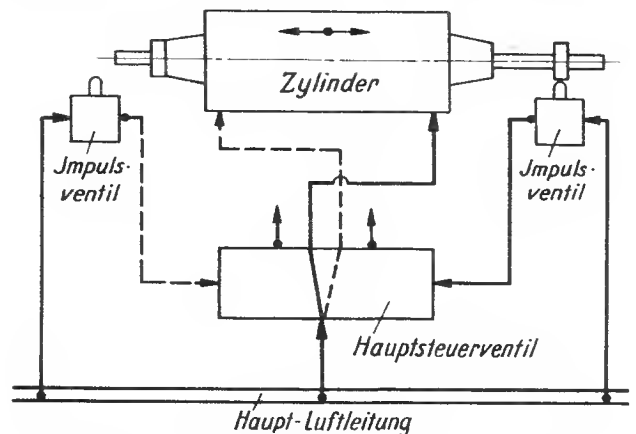 Zylinder
Jmpuls-
ventil
Jmpuls-
ventil
Hauptsteuerventil
Haupt-Luftleitung